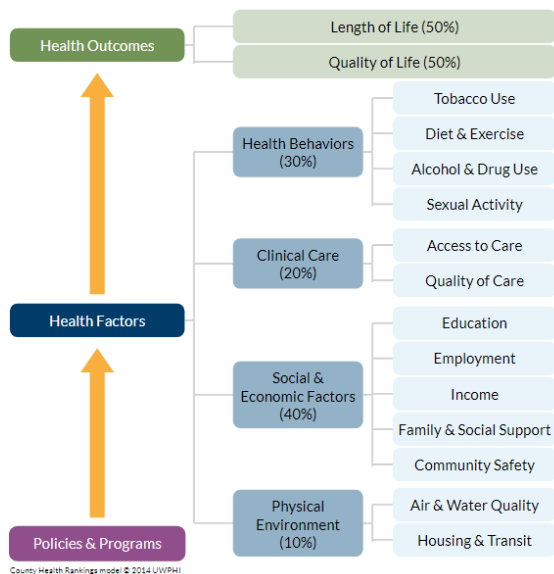 Health Outcomes
Length of Life (50%)
Quality of Life (50%)
Health Factors
Health Behaviors
(30%)
Tobacco Use
Diet & Exercise
Alcohol & Drug Use
Sexual Activity
Clinical Care
(20%)
Access to Care
Quality of Care
Social &
Economic Factors
(40%)
Education
Employment
Income
Family & Social Support
Community Safety
Physical
Environment
(10%)
Air & Water Quality
Housing & Transit
Policies & Programs
County Health Rankings model © 2014 UWPHI